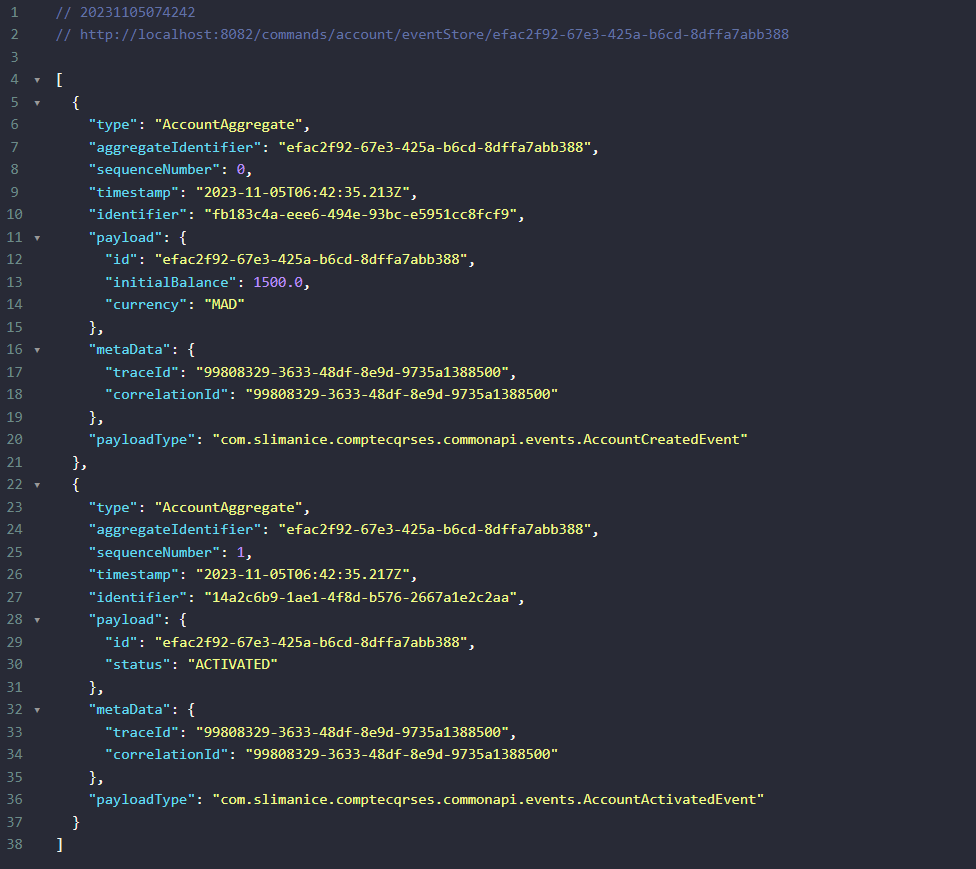 1 // 20231105074242
2 // http://localhost:8082/commands/account/eventStore/efac2f92-67e3-425a-b6cd-8dffa7abb388
3
4 [
5 {
6 "type": "AccountAggregate",
7 "aggregateIdentifier": "efac2f92-67e3-425a-b6cd-8dffa7abb388",
8 "sequenceNumber": 0,
9 "timestamp": "2023-11-05T06:42:35.213Z",
10 "identifier": "fb183c4a-eee6-494e-93bc-e5951cc8fcf9",
11 "payload": {
12 "id": "efac2f92-67e3-425a-b6cd-8dffa7abb388",
13 "initialBalance": 1500.0,
14 "currency": "MAD"
15 },
16 "metaData": {
17 "traceId": "99808329-3633-48df-8e9d-9735a1388500",
18 "correlationId": "99808329-3633-48df-8e9d-9735a1388500"
19 },
20 "payloadType": "com.slimanice.comptecqrses.commonapi.events.AccountCreatedEvent"
21 },
22 {
23 "type": "AccountAggregate",
24 "aggregateIdentifier": "efac2f92-67e3-425a-b6cd-8dffa7abb388",
25 "sequenceNumber": 1,
26 "timestamp": "2023-11-05T06:42:35.217Z",
27 "identifier": "14a2c6b9-1ae1-4f8d-b576-2667a1e2c2aa",
28 "payload": {
29 "id": "efac2f92-67e3-425a-b6cd-8dffa7abb388",
30 "status": "ACTIVATED"
31 },
32 "metaData": {
33 "traceId": "99808329-3633-48df-8e9d-9735a1388500",
34 "correlationId": "99808329-3633-48df-8e9d-9735a1388500"
35 },
36 "payloadType": "com.slimanice.comptecqrses.commonapi.events.AccountActivatedEvent"
37 }
38 ]